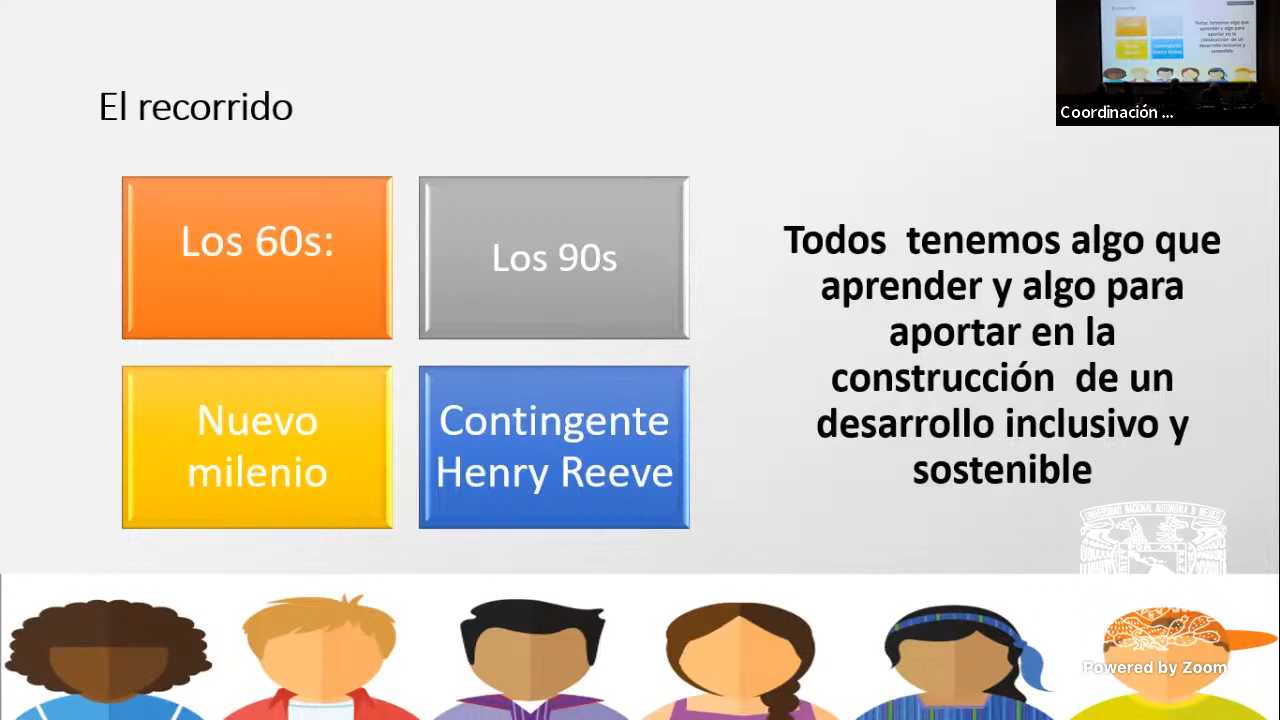 El recorrido
Coordinación ...
Los 60s:
Los 90s
Nuevo
milenio
Contingente
Henry Reeve
Todos tenemos algo que
aprender y algo para
aportar en la
construcción de un
desarrollo inclusivo y
sostenible
Powered by Zoom